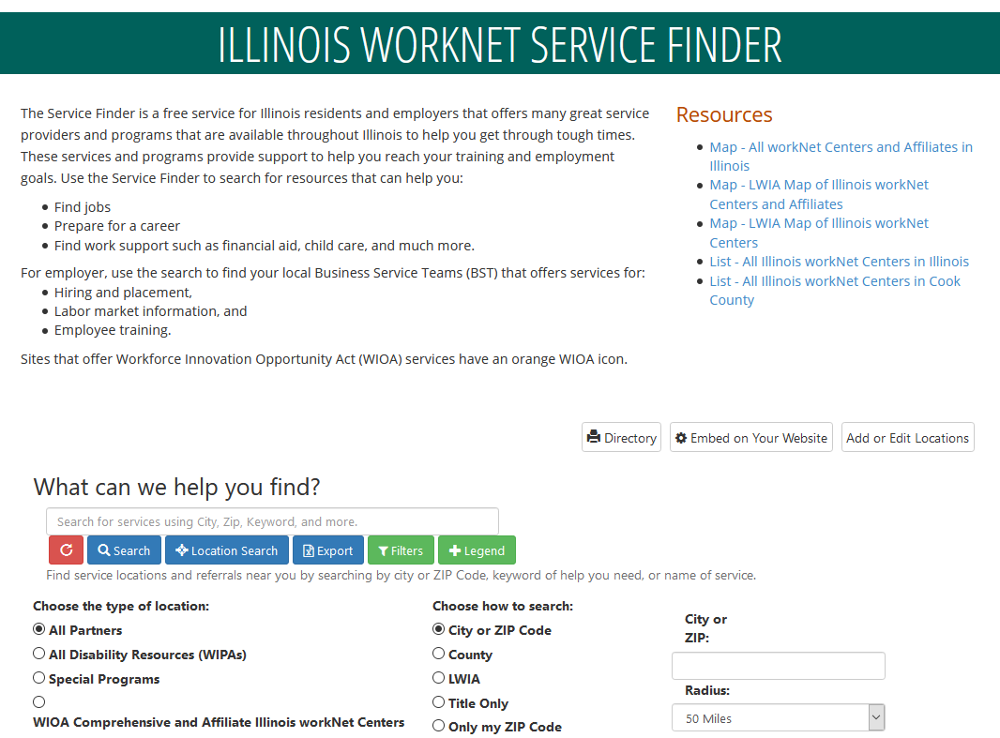 ILLINOIS WORKNET SERVICE FINDER
The Service Finder is a free service for Illinois residents and employers that offers many great service
providers and programs that are available throughout Illinois to help you get through tough times.
These services and programs provide support to help you reach your training and employment
goals. Use the Service Finder to search for resources that can help you:
Find jobs
Prepare for a career
Find work support such as financial aid, child care, and much more.
For employer, use the search to find your local Business Service Teams (BST) that offers services for:
Hiring and placement,
Labor market information, and
Employee training.
Sites that offer Workforce Innovation Opportunity Act (WIOA) services have an orange WIOA icon.
Resources
Map - All workNet Centers and Affiliates in
Illinois
Map - LWIA Map of Illinois workNet
Centers and Affiliates
Map - LWIA Map of Illinois workNet
Centers
List - All Illinois workNet Centers in Illinois
List - All Illinois workNet Centers in Cook
County
Directory Embed on Your Website Add or Edit Locations
What can we help you find?
Search for services using City, Zip, Keyword, and more.
Search Location Search Export Filters Legend
Find service locations and referrals near you by searching by city or ZIP Code, keyword of help you need, or name of service.
Choose the type of location:
All Partners
All Disability Resources (WIPAs)
Special Programs
WIOA Comprehensive and Affiliate Illinois workNet Centers
Choose how to search:
City or ZIP Code
County
LWIA
Title Only
Only my ZIP Code
City or
ZIP:
Radius:
50 Miles